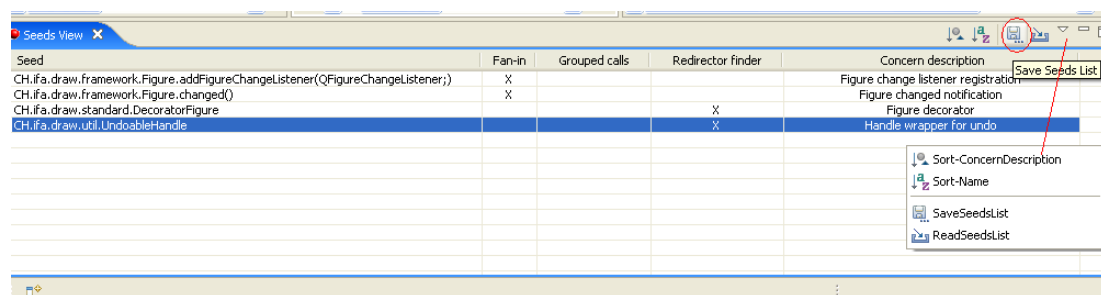 Seeds View
Seed Fan-in Grouped calls Redirector finder Concern description
Save Seeds List
CH.ifa.draw.framework.Figure.addFigureChangeListener(QFigureChangeListener;) X Figure change listener registration
CH.ifa.draw.framework.Figure.changed() X Figure changed notification
CH.ifa.draw.standard.DecoratorFigure X Figure decorator
CH.ifa.draw.util.UndoableHandle X Handle wrapper for undo
Sort-ConcernDescription
Sort-Name
SaveSeedsList
ReadSeedsList